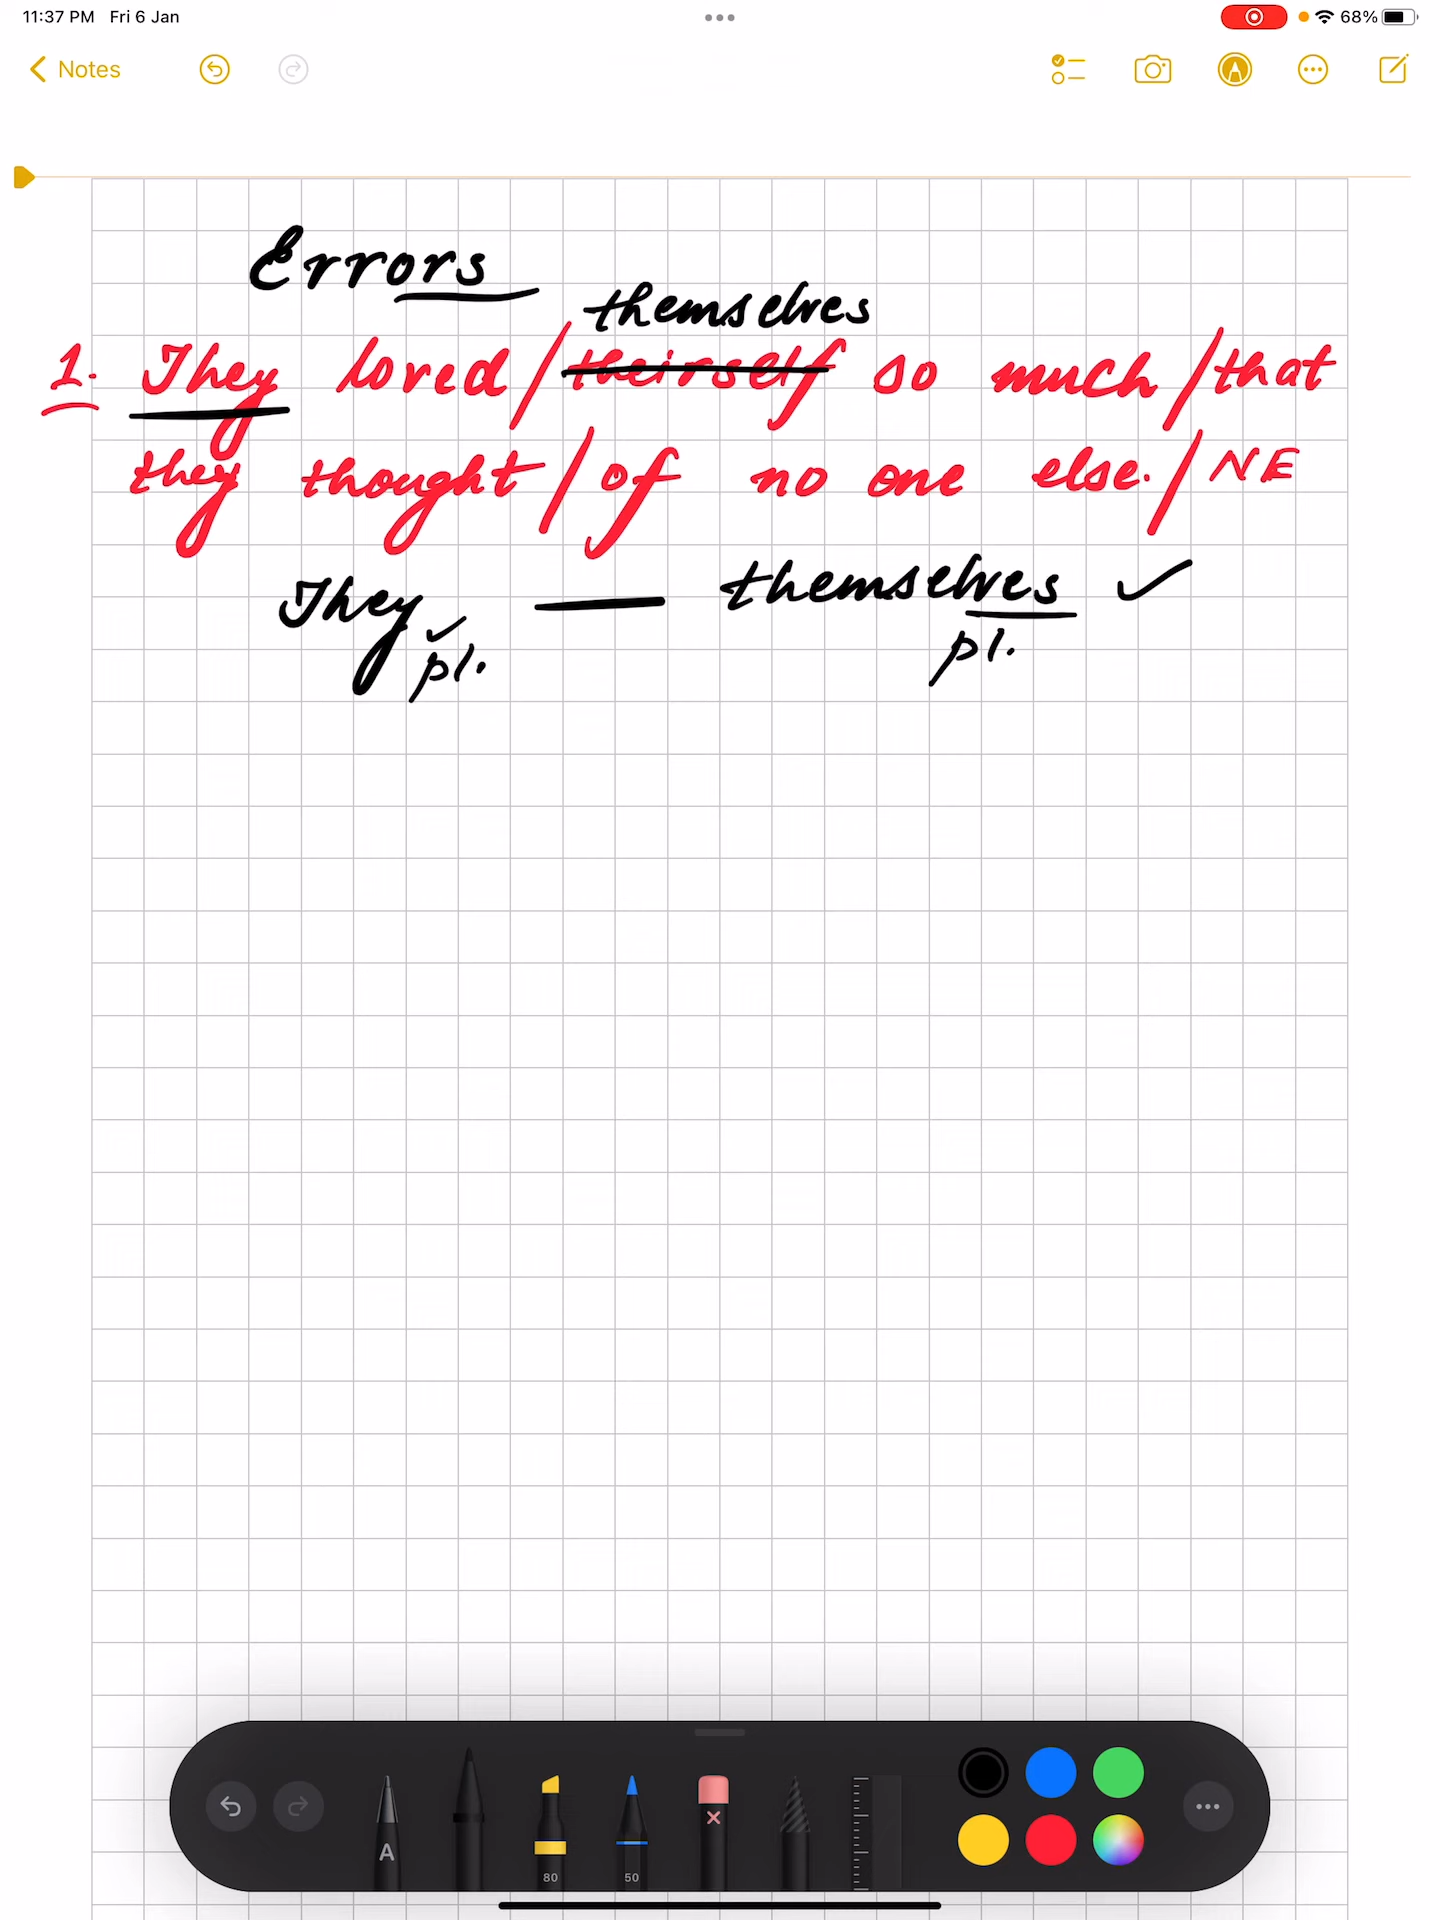 11:37 PM Fri 6 Jan
68%
Notes
Errors
themselves
1. They loved / theirself so much / that
they thought / of no one else. / NE
They — themselves ✓
✓
pl. pl.
A
80 50